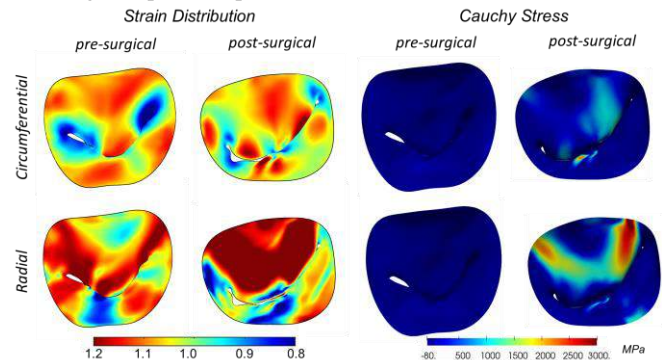 Strain Distribution Cauchy Stress
pre-surgical post-surgical pre-surgical post-surgical
Circumferential
Radial
1.2 1.1 1.0 0.9 0.8
-60. 500 1000 1500 2000 2500 3000. MPa